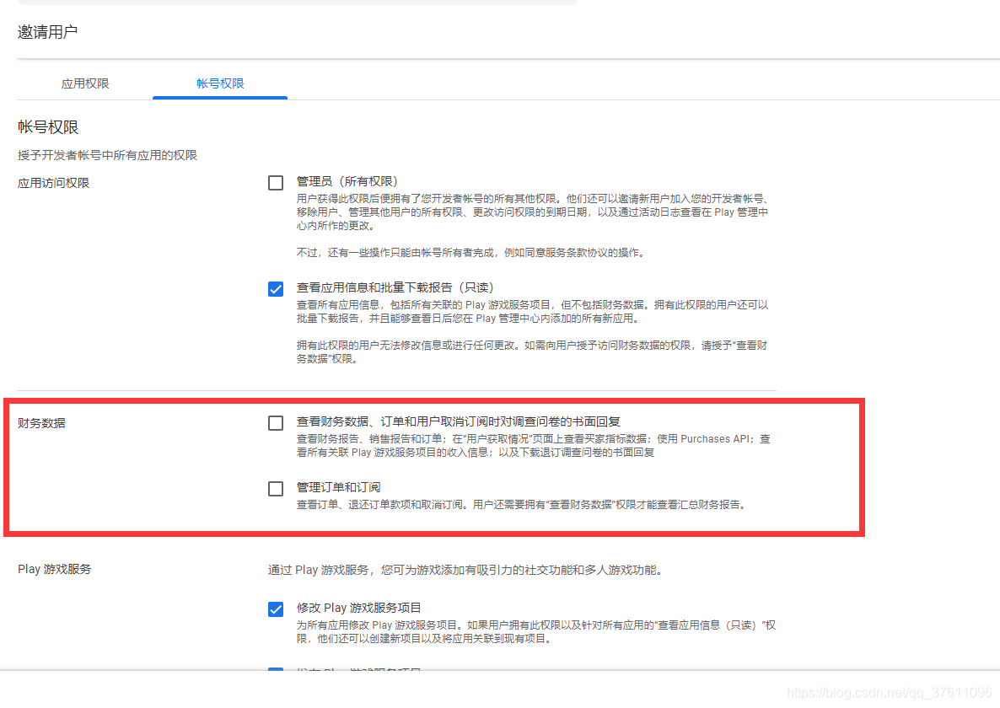 邀请用户
应用权限
帐号权限
帐号权限
授予开发者帐号中所有应用的权限
应用访问权限
管理员（所有权限）
用户获得此权限后便拥有了您开发者帐号的所有其他权限。他们还可以邀请新用户加入您的开发者帐号、
移除用户、管理其他用户的所有权限、更改访问权限的到期日期，以及通过活动日志查看在 Play 管理中
心内所作的更改。
不过，还有一些操作只能由帐号所有者完成，例如同意服务条款协议的操作。
查看应用信息和批量下载报告（只读）
查看所有应用信息，包括所有关联的 Play 游戏服务项目，但不包括财务数据。拥有此权限的用户还可以
批量下载报告，并且能够查看日后您在 Play 管理中心内添加的所有新应用。
拥有此权限的用户无法修改信息或进行任何更改。如需向用户授予访问财务数据的权限，请授予“查看财
务数据”权限。
财务数据
查看财务数据、订单和用户取消订阅时对调查问卷的书面回复
查看财务报告、销售报告和订单；在“用户获取情况”页面上查看买家指标数据；使用 Purchases API；查
看所有关联 Play 游戏服务项目的收入信息；以及下载退订调查问卷的书面回复
管理订单和订阅
查看订单、退还订单款项和取消订阅。用户还需要拥有“查看财务数据”权限才能查看汇总财务报告。
Play 游戏服务
通过 Play 游戏服务，您可为游戏添加有吸引力的社交功能和多人游戏功能。
修改 Play 游戏服务项目
为所有应用修改 Play 游戏服务项目。如果用户拥有此权限以及针对所有应用的“查看应用信息（只读）”权
限，他们还可以创建新项目以及将应用关联到现有项目。
https://blog.csdn.net/qq_37611096